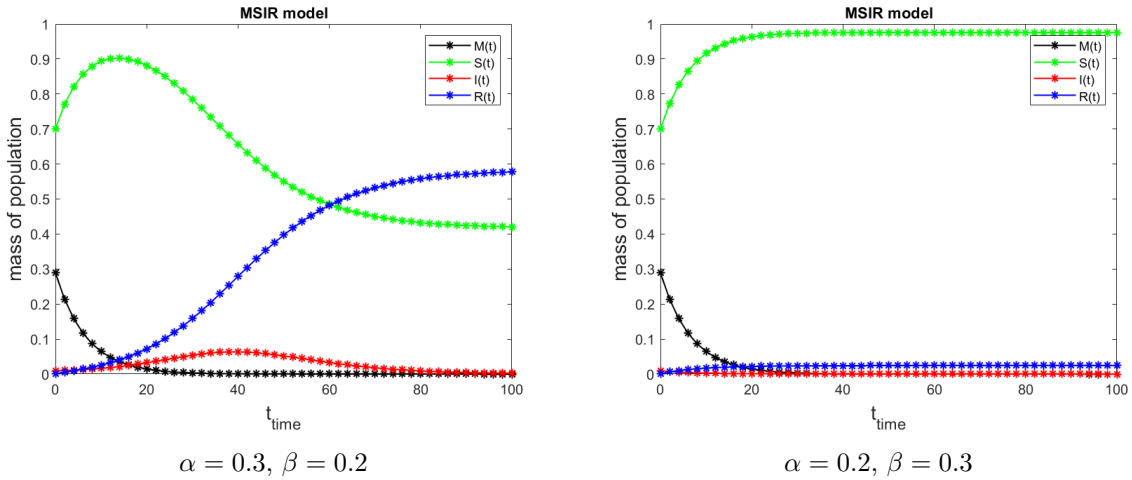 MSIR model
1
0.9
0.8
0.7
0.6
0.5
0.4
0.3
0.2
0.1
0
mass of population
M(t)
S(t)
I(t)
R(t)
0 20 40 60 80 100
t_time
α = 0.3, β = 0.2
MSIR model
1
0.9
0.8
0.7
0.6
0.5
0.4
0.3
0.2
0.1
0
mass of population
M(t)
S(t)
I(t)
R(t)
0 20 40 60 80 100
t_time
α = 0.2, β = 0.3